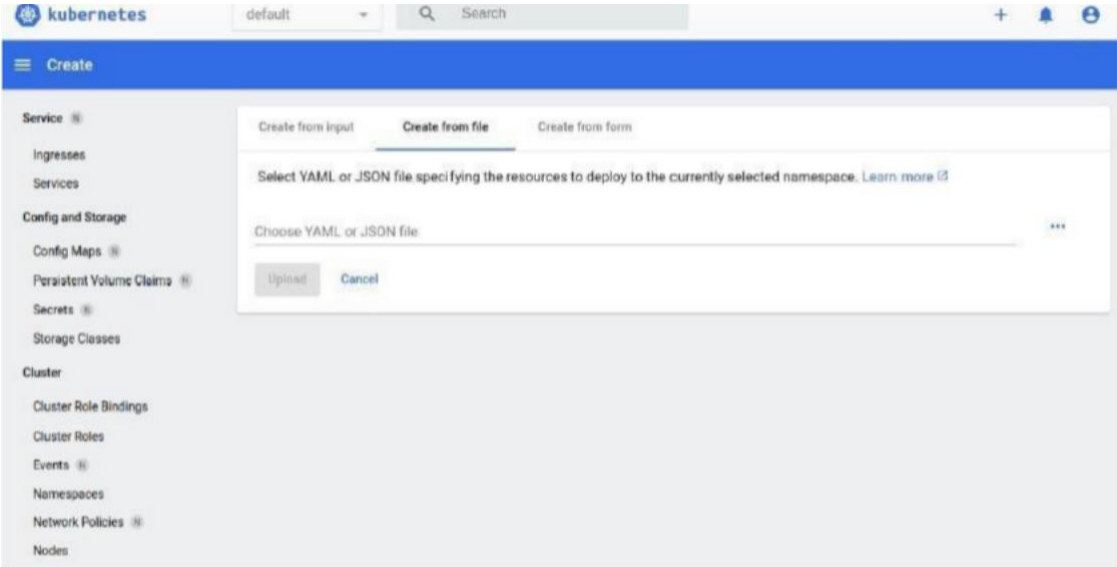 kubernetes
default
Search
Create
Service N
Ingresses
Services
Config and Storage
Config Maps N
Persistent Volume Claims N
Secrets N
Storage Classes
Cluster
Cluster Role Bindings
Cluster Roles
Events N
Namespaces
Network Policies N
Nodes
Create from input
Create from file
Create from form
Select YAML or JSON file specifying the resources to deploy to the currently selected namespace. Learn more
Choose YAML or JSON file
Upload
Cancel